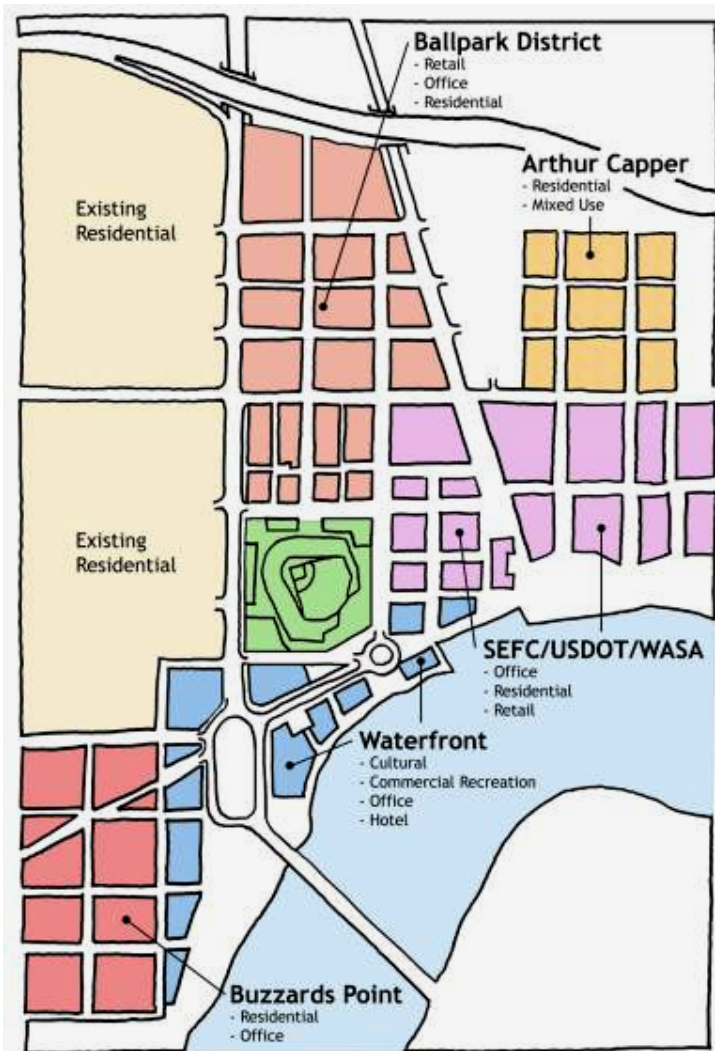 Ballpark District
- Retail
- Office
- Residential
Arthur Capper
- Residential
- Mixed Use
Existing
Residential
Existing
Residential
SEFC/USDOT/WASA
- Office
- Residential
- Retail
Waterfront
- Cultural
- Commercial Recreation
- Office
- Hotel
Buzzards Point
- Residential
- Office